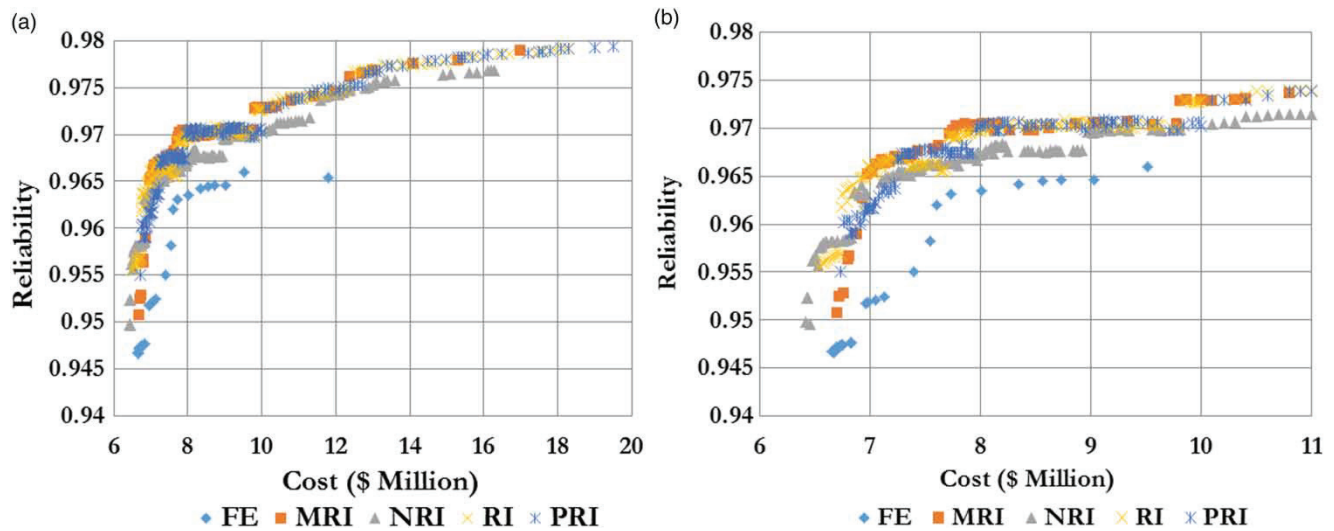 (a)
0.98
0.975
0.97
0.965
0.96
0.955
0.95
0.945
0.94
Reliability
6 8 10 12 14 16 18 20
Cost ($ Million)
FE MRI NRI RI PRI
(b)
0.98
0.975
0.97
0.965
0.96
0.955
0.95
0.945
0.94
Reliability
6 7 8 9 10 11
Cost ($ Million)
FE MRI NRI RI PRI